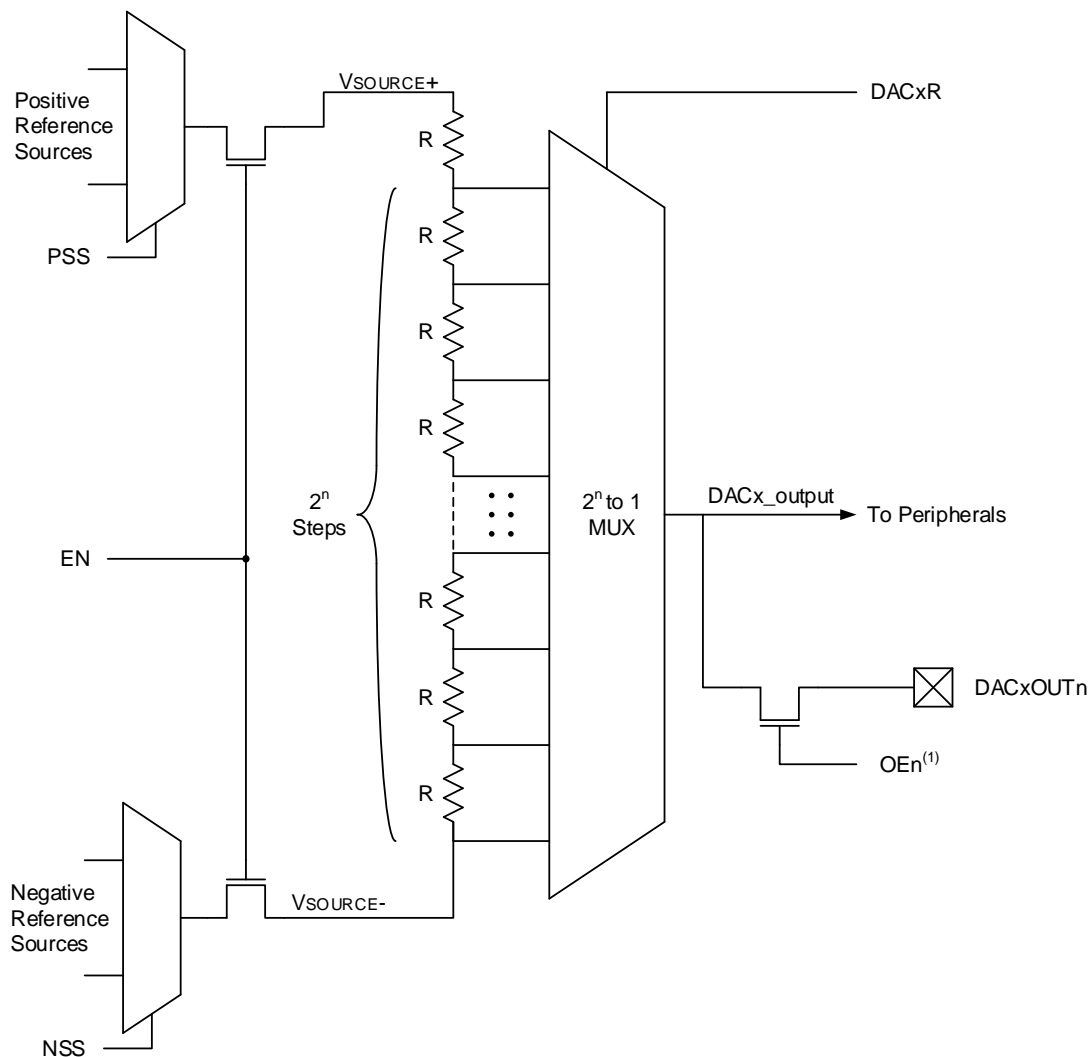 VSOURCE+
DACxR
Positive
Reference
Sources
R
PSS
R
R
R
2ⁿ
Steps
2ⁿ to 1
MUX
DACx_output
To Peripherals
EN
R
R
DACxOUTn
OEn⁽¹⁾
R
Negative
Reference
Sources
VSOURCE-
NSS